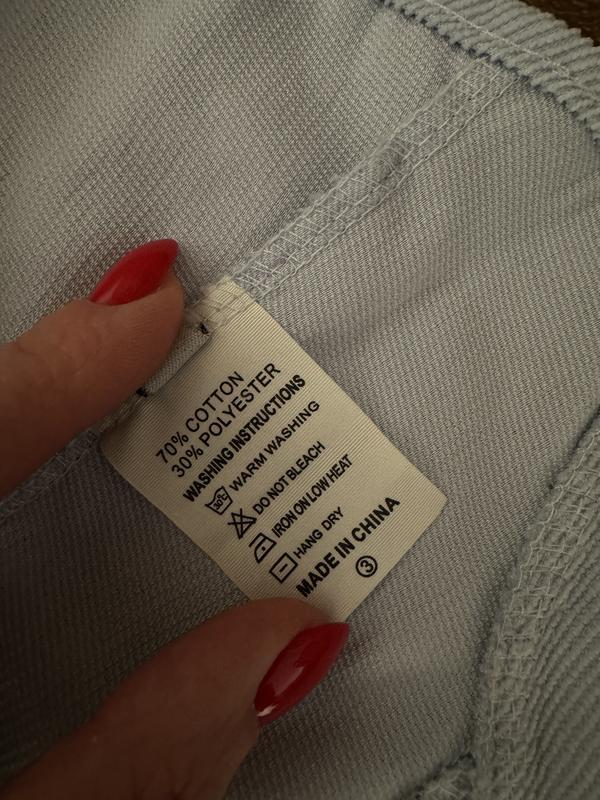 70% COTTON
30% POLYESTER
WASHING INSTRUCTIONS
30°C WARM WASHING
DO NOT BLEACH
IRON ON LOW HEAT
HANG DRY
MADE IN CHINA
③